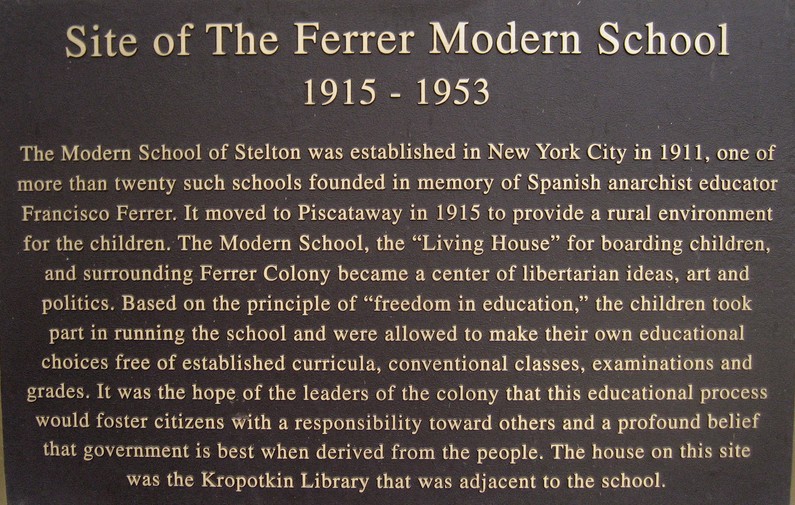 Site of The Ferrer Modern School
1915 - 1953
The Modern School of Stelton was established in New York City in 1911, one of
more than twenty such schools founded in memory of Spanish anarchist educator
Francisco Ferrer. It moved to Piscataway in 1915 to provide a rural environment
for the children. The Modern School, the “Living House” for boarding children,
and surrounding Ferrer Colony became a center of libertarian ideas, art and
politics. Based on the principle of “freedom in education,” the children took
part in running the school and were allowed to make their own educational
choices free of established curricula, conventional classes, examinations and
grades. It was the hope of the leaders of the colony that this educational process
would foster citizens with a responsibility toward others and a profound belief
that government is best when derived from the people. The house on this site
was the Kropotkin Library that was adjacent to the school.